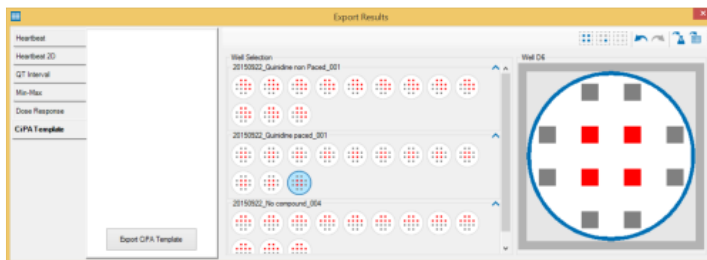 Export Results
Heartbeat
Heartbeat 2D
QT Interval
Min-Max
Dose Response
CiPA Template
Export CiPA Template
Well Selection
20150922_Quinidine non Paced_001
20150922_Quinidine paced_001
20150922_No compound_004
Well D6